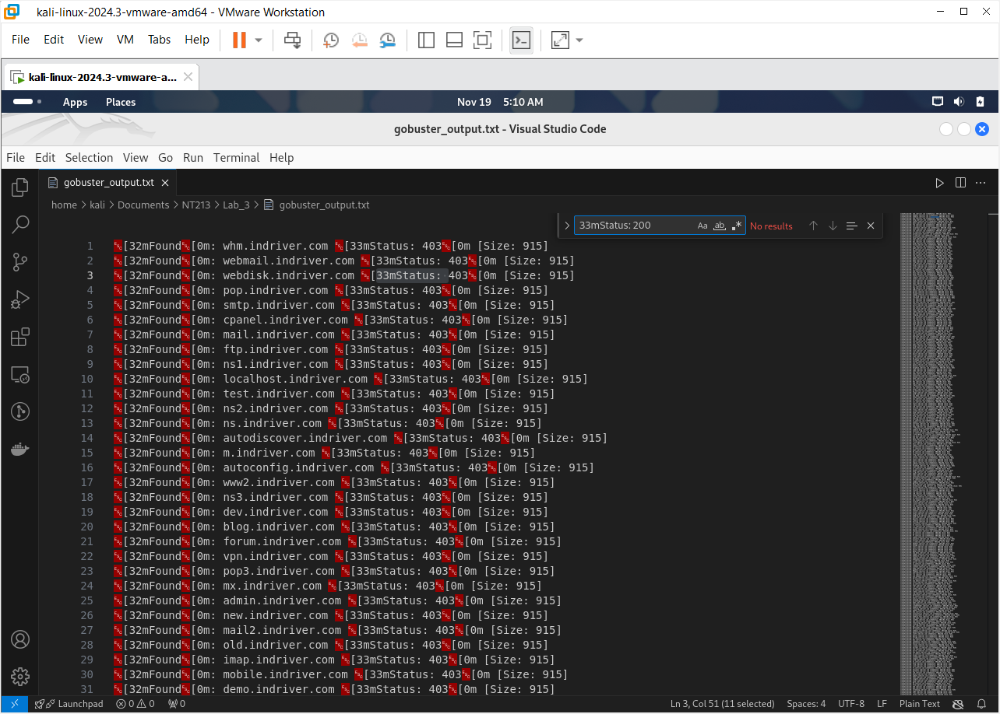 kali-linux-2024.3-vmware-amd64 - VMware Workstation
File Edit View VM Tabs Help
kali-linux-2024.3-vmware-a...
Apps Places Nov 19 5:10 AM
gobuster_output.txt - Visual Studio Code
File Edit Selection View Go Run Terminal Help
gobuster_output.txt
home > kali > Documents > NT213 > Lab_3 > gobuster_output.txt
33mStatus: 200 Aa ab No results
1 ␛[32mFound␛[0m: whm.indriver.com ␛[33mStatus: 403␛[0m [Size: 915]
2 ␛[32mFound␛[0m: webmail.indriver.com ␛[33mStatus: 403␛[0m [Size: 915]
3 ␛[32mFound␛[0m: webdisk.indriver.com ␛[33mStatus: 403␛[0m [Size: 915]
4 ␛[32mFound␛[0m: pop.indriver.com ␛[33mStatus: 403␛[0m [Size: 915]
5 ␛[32mFound␛[0m: smtp.indriver.com ␛[33mStatus: 403␛[0m [Size: 915]
6 ␛[32mFound␛[0m: cpanel.indriver.com ␛[33mStatus: 403␛[0m [Size: 915]
7 ␛[32mFound␛[0m: mail.indriver.com ␛[33mStatus: 403␛[0m [Size: 915]
8 ␛[32mFound␛[0m: ftp.indriver.com ␛[33mStatus: 403␛[0m [Size: 915]
9 ␛[32mFound␛[0m: ns1.indriver.com ␛[33mStatus: 403␛[0m [Size: 915]
10 ␛[32mFound␛[0m: localhost.indriver.com ␛[33mStatus: 403␛[0m [Size: 915]
11 ␛[32mFound␛[0m: test.indriver.com ␛[33mStatus: 403␛[0m [Size: 915]
12 ␛[32mFound␛[0m: ns2.indriver.com ␛[33mStatus: 403␛[0m [Size: 915]
13 ␛[32mFound␛[0m: ns.indriver.com ␛[33mStatus: 403␛[0m [Size: 915]
14 ␛[32mFound␛[0m: autodiscover.indriver.com ␛[33mStatus: 403␛[0m [Size: 915]
15 ␛[32mFound␛[0m: m.indriver.com ␛[33mStatus: 403␛[0m [Size: 915]
16 ␛[32mFound␛[0m: autoconfig.indriver.com ␛[33mStatus: 403␛[0m [Size: 915]
17 ␛[32mFound␛[0m: www2.indriver.com ␛[33mStatus: 403␛[0m [Size: 915]
18 ␛[32mFound␛[0m: ns3.indriver.com ␛[33mStatus: 403␛[0m [Size: 915]
19 ␛[32mFound␛[0m: dev.indriver.com ␛[33mStatus: 403␛[0m [Size: 915]
20 ␛[32mFound␛[0m: blog.indriver.com ␛[33mStatus: 403␛[0m [Size: 915]
21 ␛[32mFound␛[0m: forum.indriver.com ␛[33mStatus: 403␛[0m [Size: 915]
22 ␛[32mFound␛[0m: vpn.indriver.com ␛[33mStatus: 403␛[0m [Size: 915]
23 ␛[32mFound␛[0m: pop3.indriver.com ␛[33mStatus: 403␛[0m [Size: 915]
24 ␛[32mFound␛[0m: mx.indriver.com ␛[33mStatus: 403␛[0m [Size: 915]
25 ␛[32mFound␛[0m: admin.indriver.com ␛[33mStatus: 403␛[0m [Size: 915]
26 ␛[32mFound␛[0m: new.indriver.com ␛[33mStatus: 403␛[0m [Size: 915]
27 ␛[32mFound␛[0m: mail2.indriver.com ␛[33mStatus: 403␛[0m [Size: 915]
28 ␛[32mFound␛[0m: old.indriver.com ␛[33mStatus: 403␛[0m [Size: 915]
29 ␛[32mFound␛[0m: imap.indriver.com ␛[33mStatus: 403␛[0m [Size: 915]
30 ␛[32mFound␛[0m: mobile.indriver.com ␛[33mStatus: 403␛[0m [Size: 915]
31 ␛[32mFound␛[0m: demo.indriver.com ␛[33mStatus: 403␛[0m [Size: 915]
Launchpad 0 0 0 Ln 3, Col 51 (11 selected) Spaces: 4 UTF-8 LF Plain Text